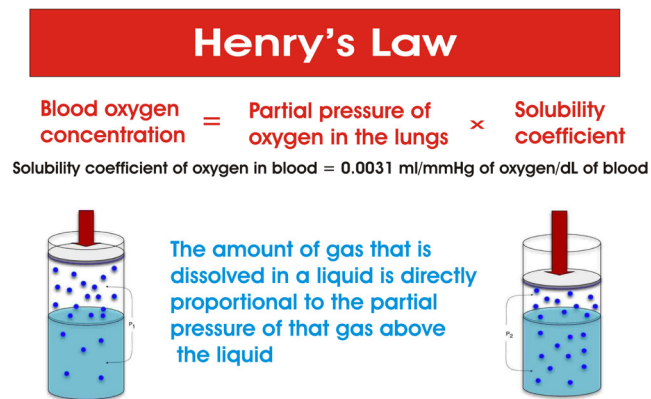 Henry's Law
Blood oxygen
concentration
=
Partial pressure of
oxygen in the lungs
×
Solubility
coefficient
Solubility coefficient of oxygen in blood = 0.0031 ml/mmHg of oxygen/dL of blood
The amount of gas that is
dissolved in a liquid is directly
proportional to the partial
pressure of that gas above
the liquid
P1
P2